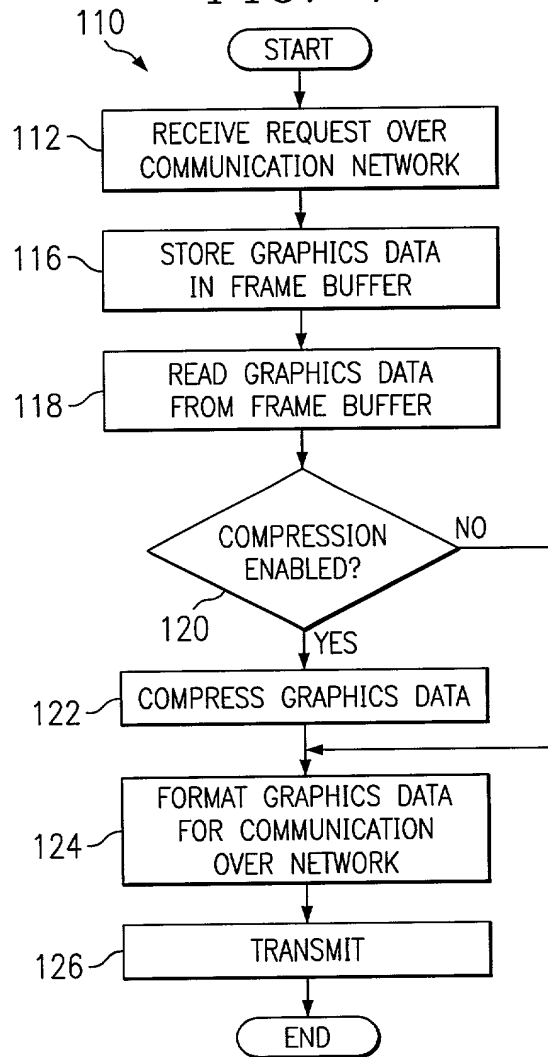 110
START
112
RECEIVE REQUEST OVER
COMMUNICATION NETWORK
116
STORE GRAPHICS DATA
IN FRAME BUFFER
118
READ GRAPHICS DATA
FROM FRAME BUFFER
COMPRESSION
ENABLED?
NO
120
YES
122
COMPRESS GRAPHICS DATA
124
FORMAT GRAPHICS DATA
FOR COMMUNICATION
OVER NETWORK
126
TRANSMIT
END